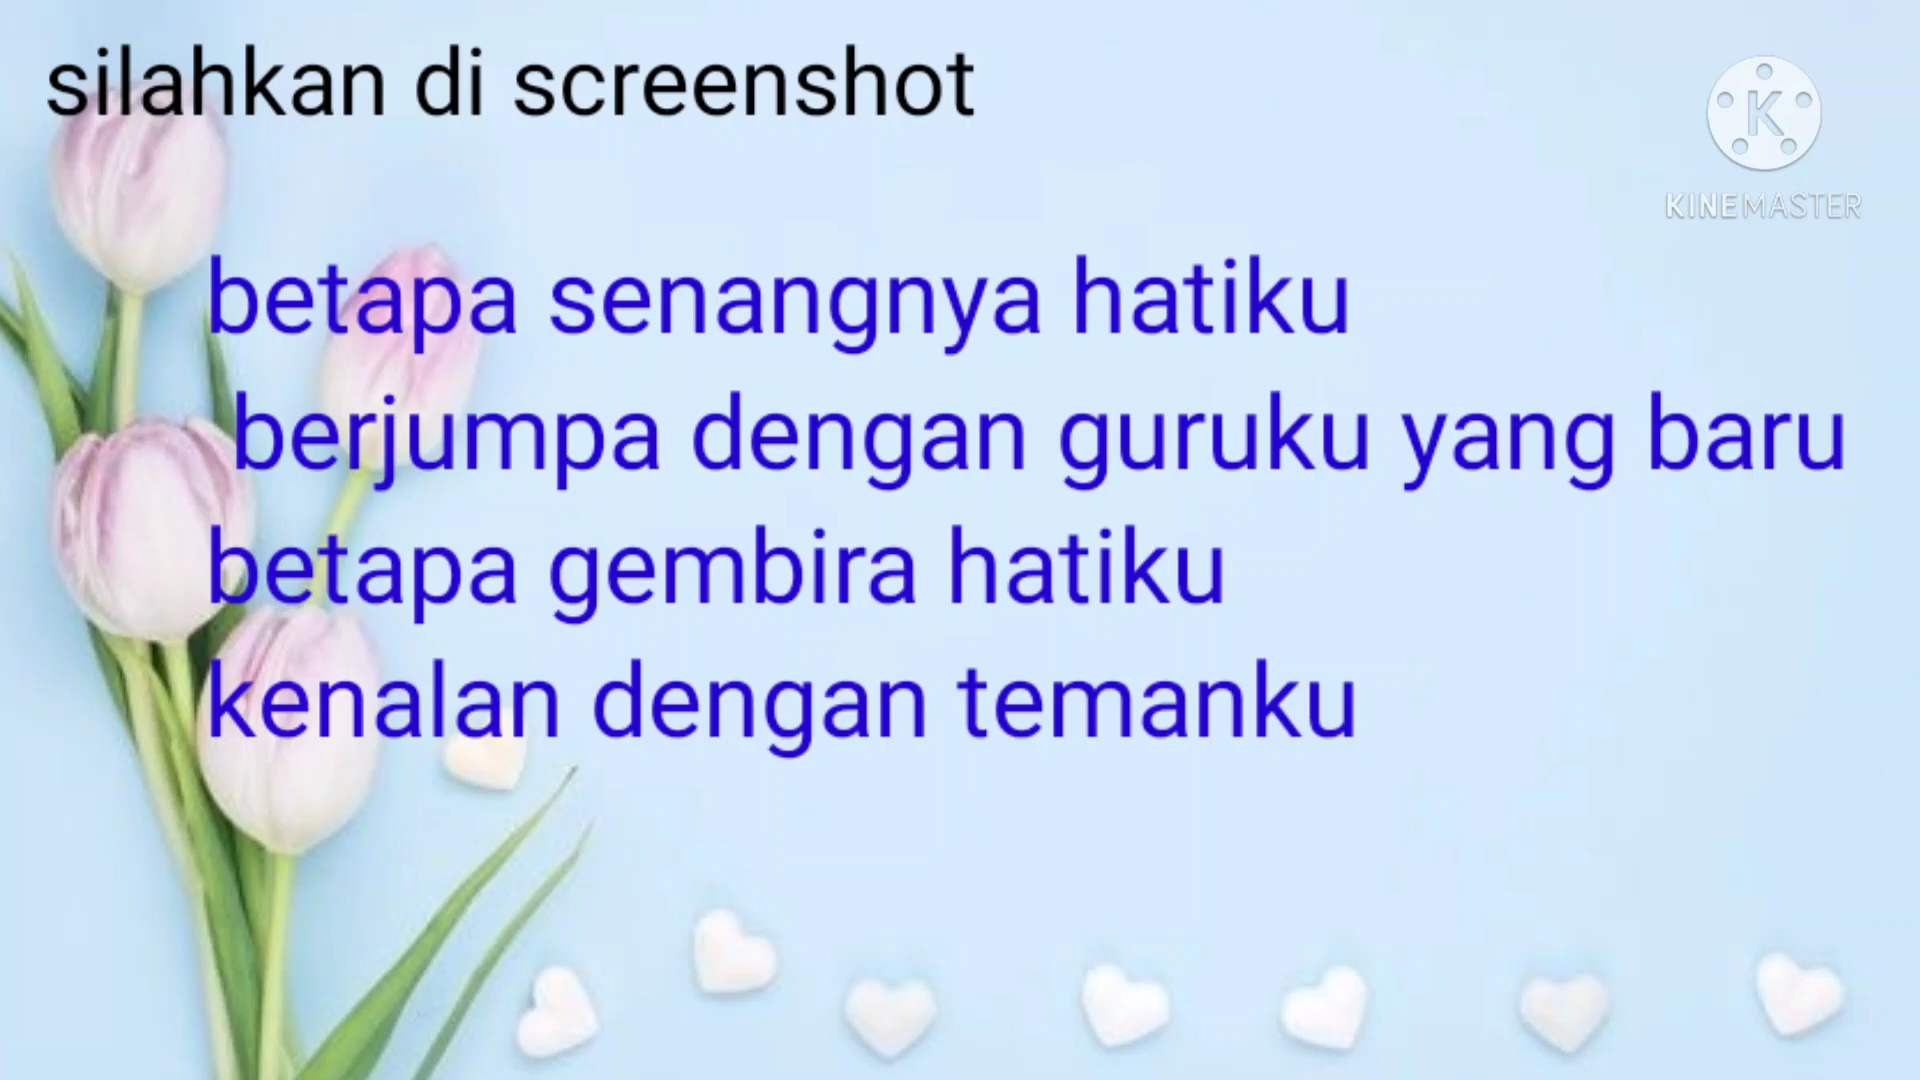 silahkan di screenshot
K
KINEMASTER
betapa senangnya hatiku
berjumpa dengan guruku yang baru
betapa gembira hatiku
kenalan dengan temanku